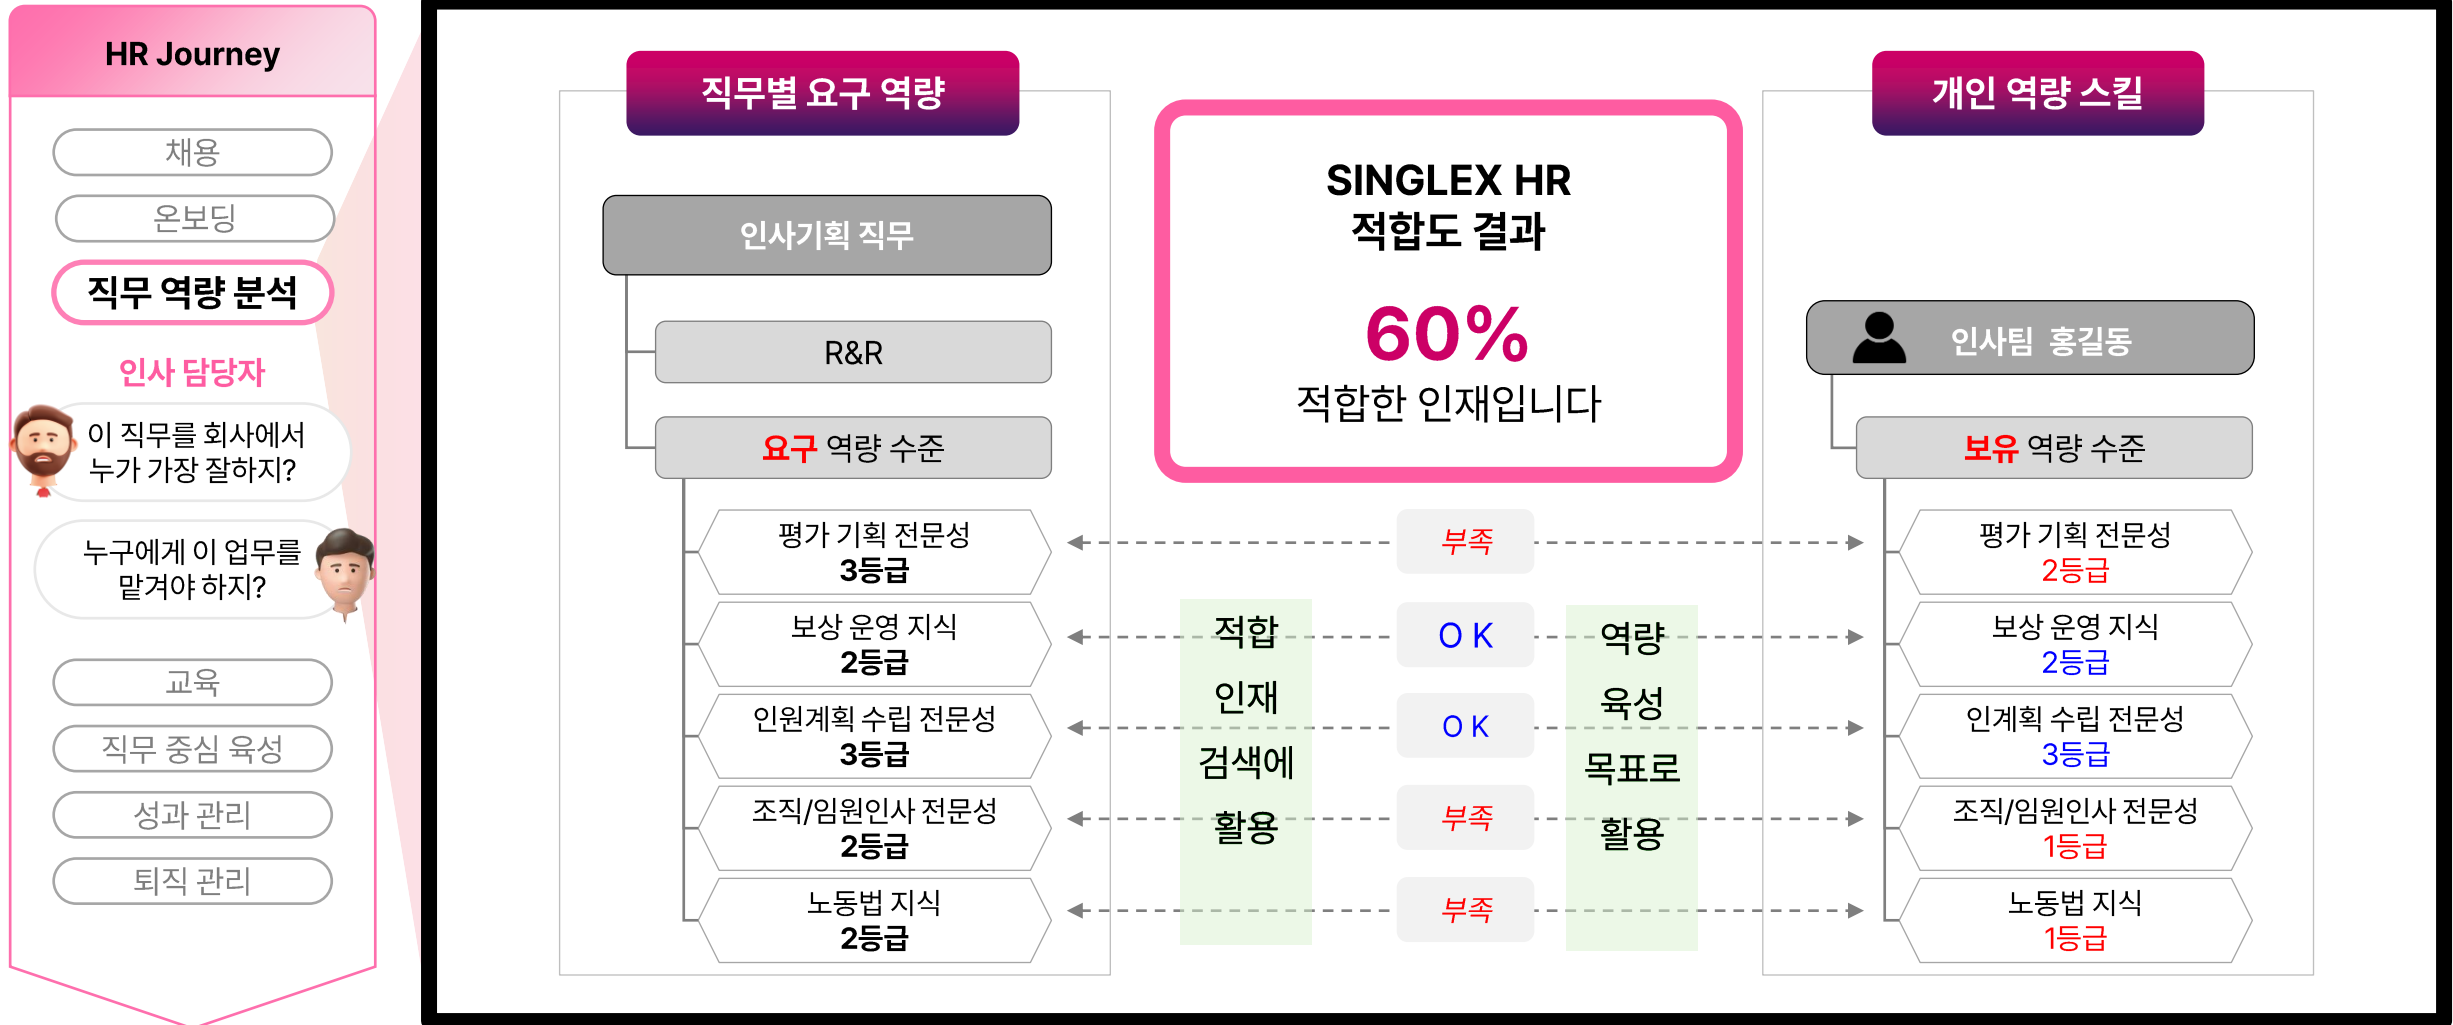 HR Journey
채용
온보딩
직무 역량 분석
인사 담당자
이 직무를 회사에서
누가 가장 잘하지?
누구에게 이 업무를
맡겨야 하지?
교육
직무 중심 육성
성과 관리
퇴직 관리
직무별 요구 역량
인사기획 직무
R&R
요구 역량 수준
평가 기획 전문성
3등급
보상 운영 지식
2등급
인원계획 수립 전문성
3등급
조직/임원인사 전문성
2등급
노동법 지식
2등급
SINGLEX HR
적합도 결과
60%
적합한 인재입니다
부족
O K
O K
부족
부족
적합
인재
검색에
활용
역량
육성
목표로
활용
개인 역량 스킬
인사팀 홍길동
보유 역량 수준
평가 기획 전문성
2등급
보상 운영 지식
2등급
인계획 수립 전문성
3등급
조직/임원인사 전문성
1등급
노동법 지식
1등급